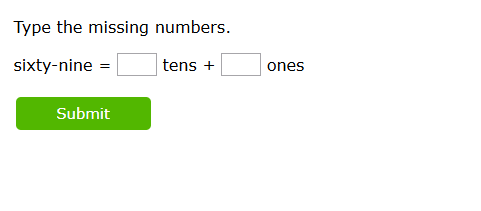 Type the missing numbers.
sixty-nine = tens + ones
Submit